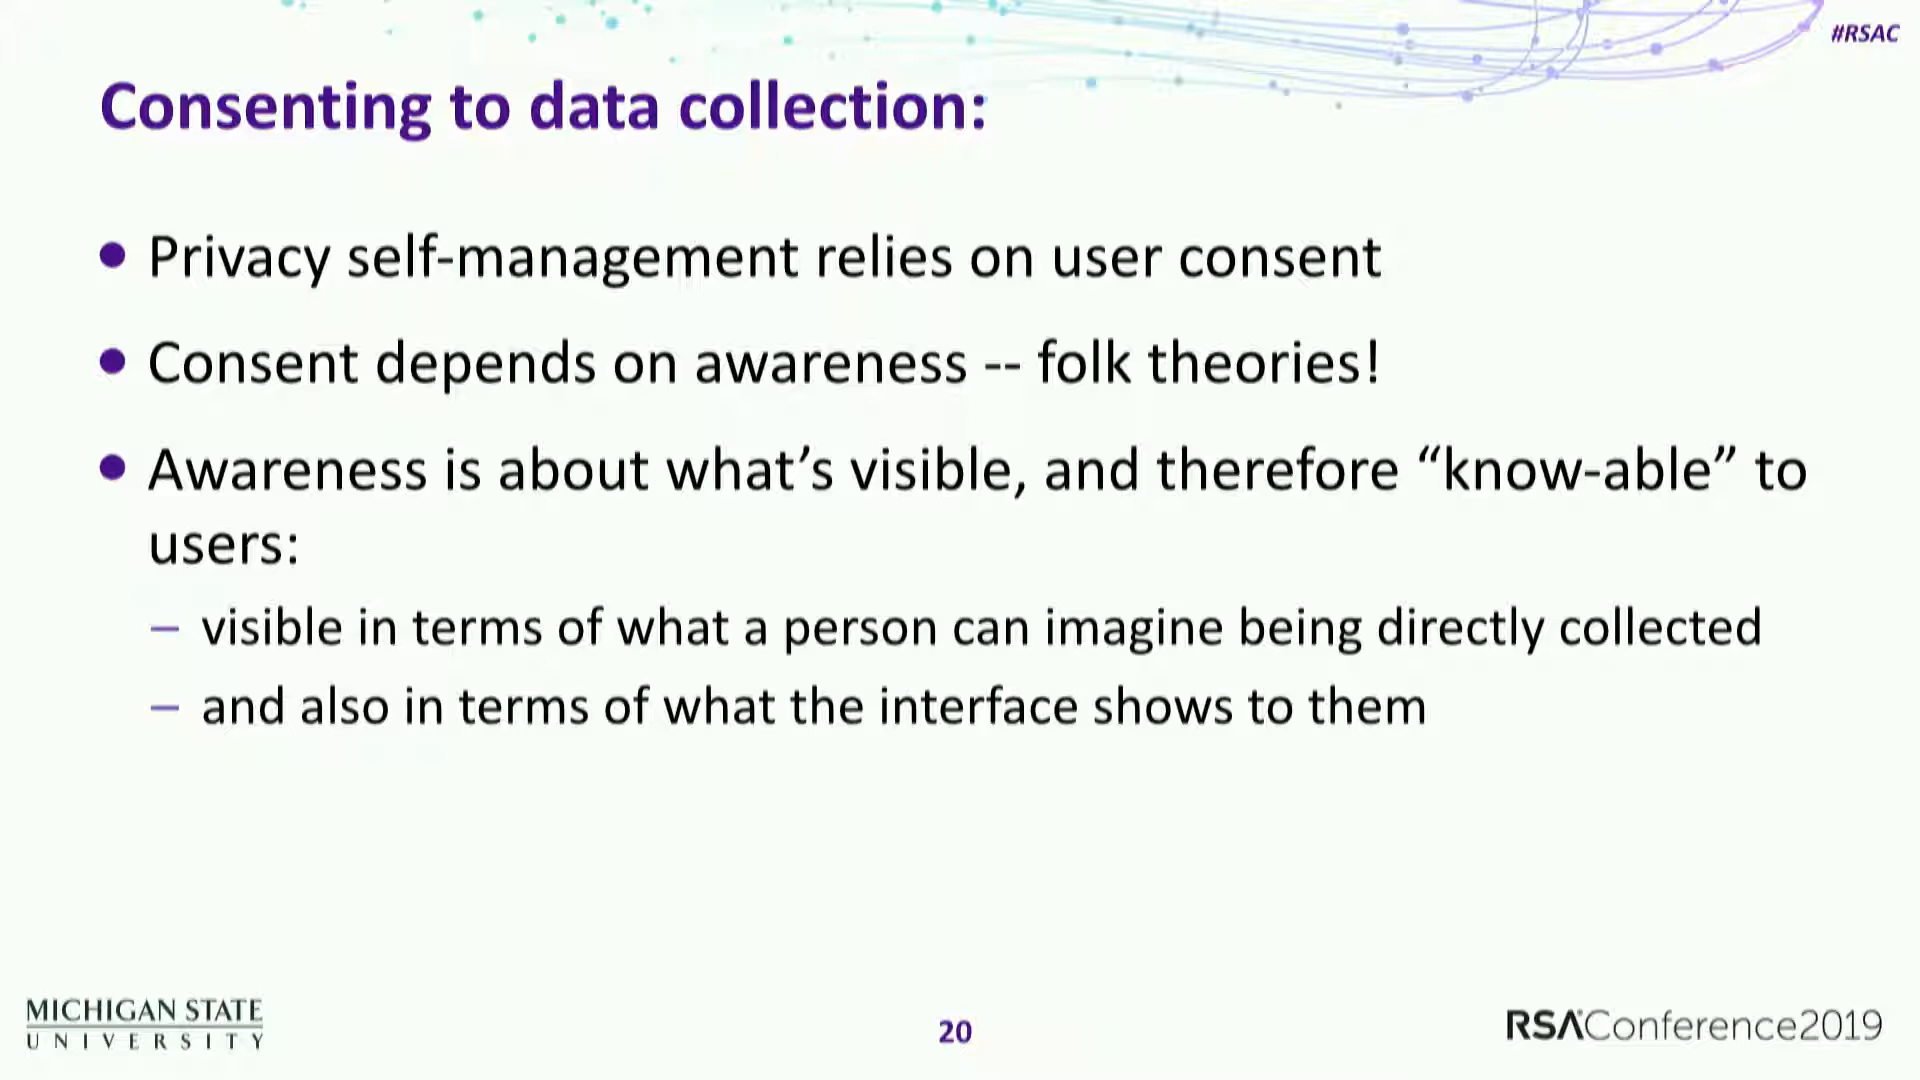 #RSAC
Consenting to data collection:
● Privacy self-management relies on user consent
● Consent depends on awareness -- folk theories!
● Awareness is about what’s visible, and therefore “know-able” to
users:
– visible in terms of what a person can imagine being directly collected
– and also in terms of what the interface shows to them
MICHIGAN STATE
UNIVERSITY
20
RSAConference2019